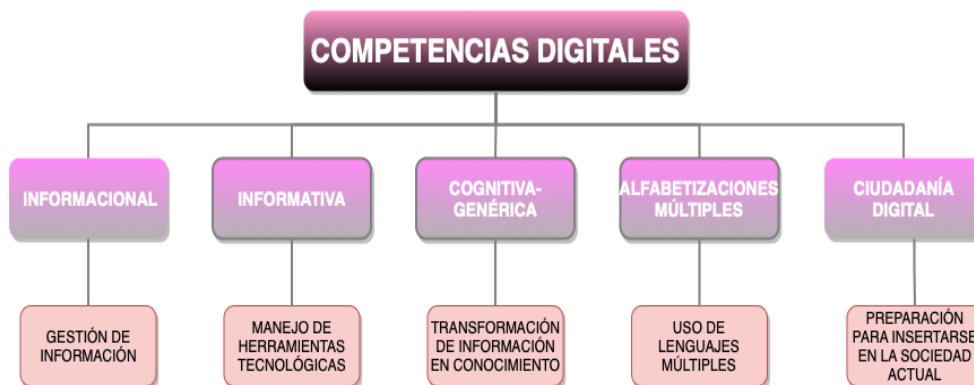 COMPETENCIAS DIGITALES
INFORMACIONAL
INFORMATIVA
COGNITIVA-
GENÉRICA
ALFABETIZACIONES
MÚLTIPLES
CIUDADANÍA
DIGITAL
GESTIÓN DE
INFORMACIÓN
MANEJO DE
HERRAMIENTAS
TECNOLÓGICAS
TRANSFORMACIÓN
DE INFORMACIÓN
EN CONOCIMIENTO
USO DE
LENGUAJES
MÚLTIPLES
PREPARACIÓN
PARA INSERTARSE
EN LA SOCIEDAD
ACTUAL